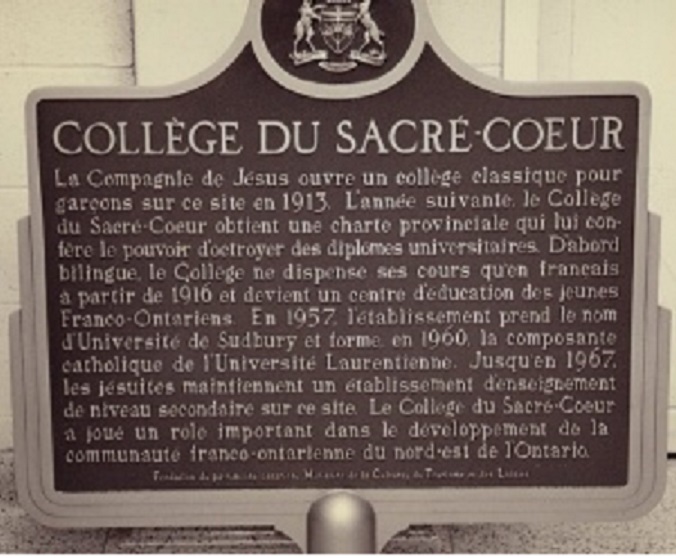 COLLÈGE DU SACRÉ-COEUR
La Compagnie de Jésus ouvre un collège classique pour
garçons sur ce site en 1913. L'année suivante, le Collège
du Sacré-Coeur obtient une charte provinciale qui lui con-
fère le pouvoir d'octroyer des diplômes universitaires. D'abord
bilingue, le Collège ne dispense ses cours qu'en français
à partir de 1916 et devient un centre d'éducation des jeunes
Franco-Ontariens. En 1957, l'établissement prend le nom
d'Université de Sudbury et forme, en 1960, la composante
catholique de l'Université Laurentienne. Jusqu'en 1967,
les jésuites maintiennent un établissement d'enseignement
de niveau secondaire sur ce site. Le Collège du Sacré-Coeur
a joué un rôle important dans le développement de la
communauté franco-ontarienne du nord-est de l'Ontario.